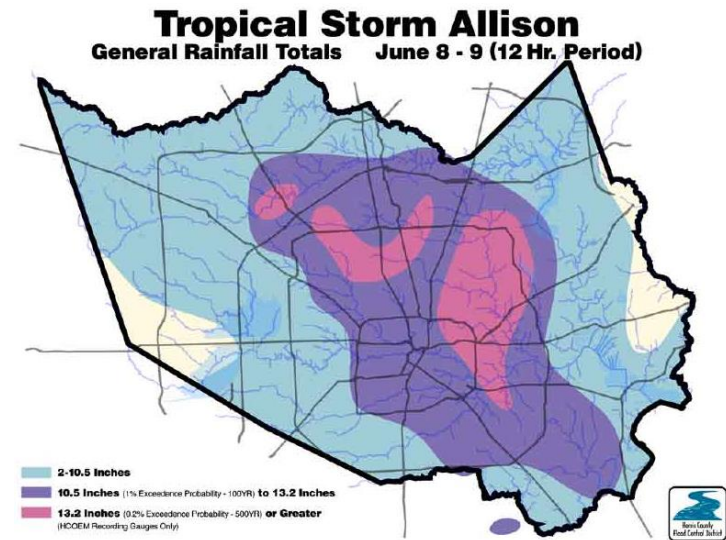 Tropical Storm Allison
General Rainfall Totals June 8 - 9 (12 Hr. Period)
2-10.5 Inches
10.5 Inches (1% Exceedence Probability - 100YR) to 13.2 Inches
13.2 Inches (0.2% Exceedence Probability - 500YR) or Greater
(HCOEM Recording Gauges Only)
Harris County
Flood Control District